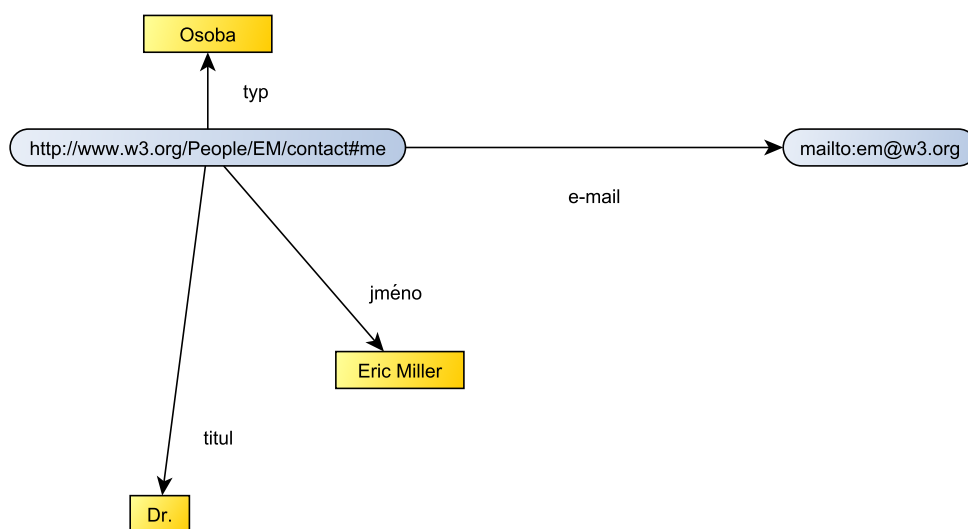 Osoba
typ
http://www.w3.org/People/EM/contact#me
mailto:em@w3.org
e-mail
jméno
Eric Miller
titul
Dr.